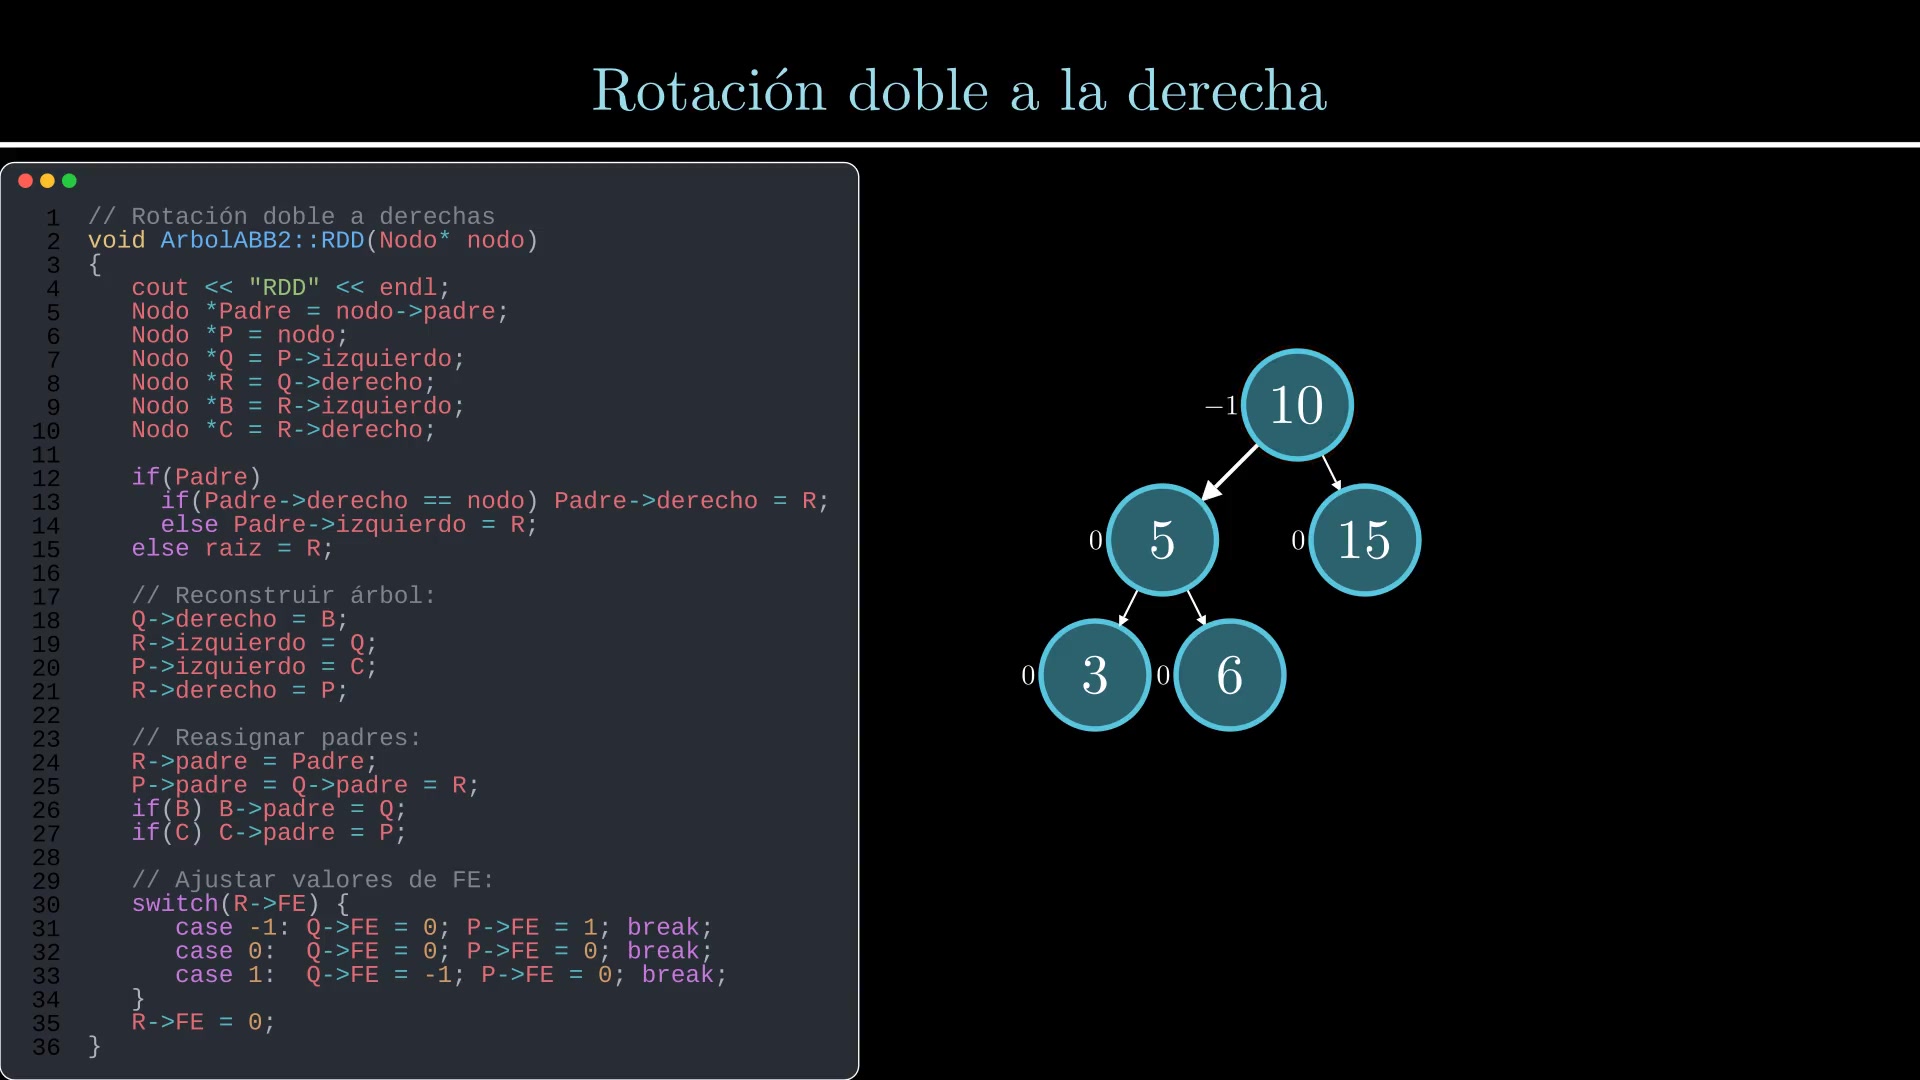 Rotación doble a la derecha
1 // Rotación doble a derechas
2 void ArbolABB2::RDD(Nodo* nodo)
3 {
4 cout << "RDD" << endl;
5 Nodo *Padre = nodo->padre;
6 Nodo *P = nodo;
7 Nodo *Q = P->izquierdo;
8 Nodo *R = Q->derecho;
9 Nodo *B = R->izquierdo;
10 Nodo *C = R->derecho;
11
12 if(Padre)
13 if(Padre->derecho == nodo) Padre->derecho = R;
14 else Padre->izquierdo = R;
15 else raiz = R;
16
17 // Reconstruir árbol:
18 Q->derecho = B;
19 R->izquierdo = Q;
20 P->izquierdo = C;
21 R->derecho = P;
22
23 // Reasignar padres:
24 R->padre = Padre;
25 P->padre = Q->padre = R;
26 if(B) B->padre = Q;
27 if(C) C->padre = P;
28
29 // Ajustar valores de FE:
30 switch(R->FE) {
31 case -1: Q->FE = 0; P->FE = 1; break;
32 case 0: Q->FE = 0; P->FE = 0; break;
33 case 1: Q->FE = -1; P->FE = 0; break;
34 }
35 R->FE = 0;
36 }
−1 10
0 5 0 15
0 3 0 6